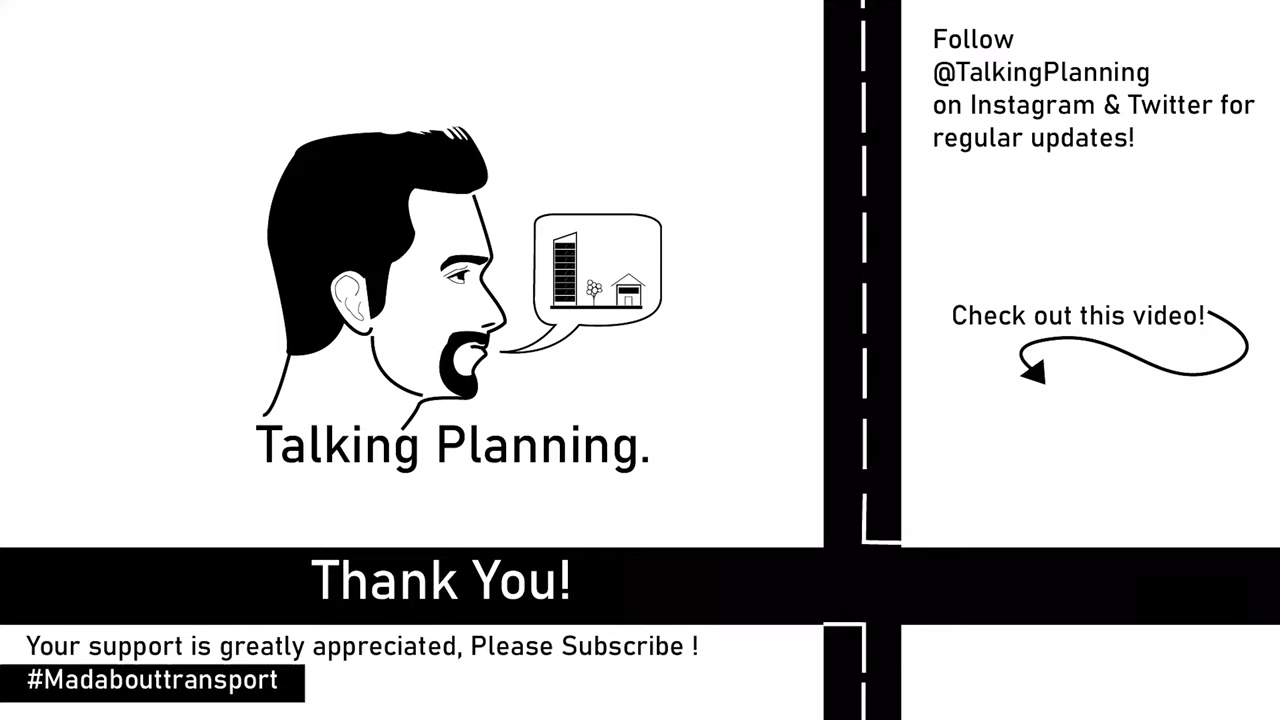 Follow
@TalkingPlanning
on Instagram & Twitter for
regular updates!
Check out this video!
Talking Planning.
Thank You!
Your support is greatly appreciated, Please Subscribe !
#Madabouttransport